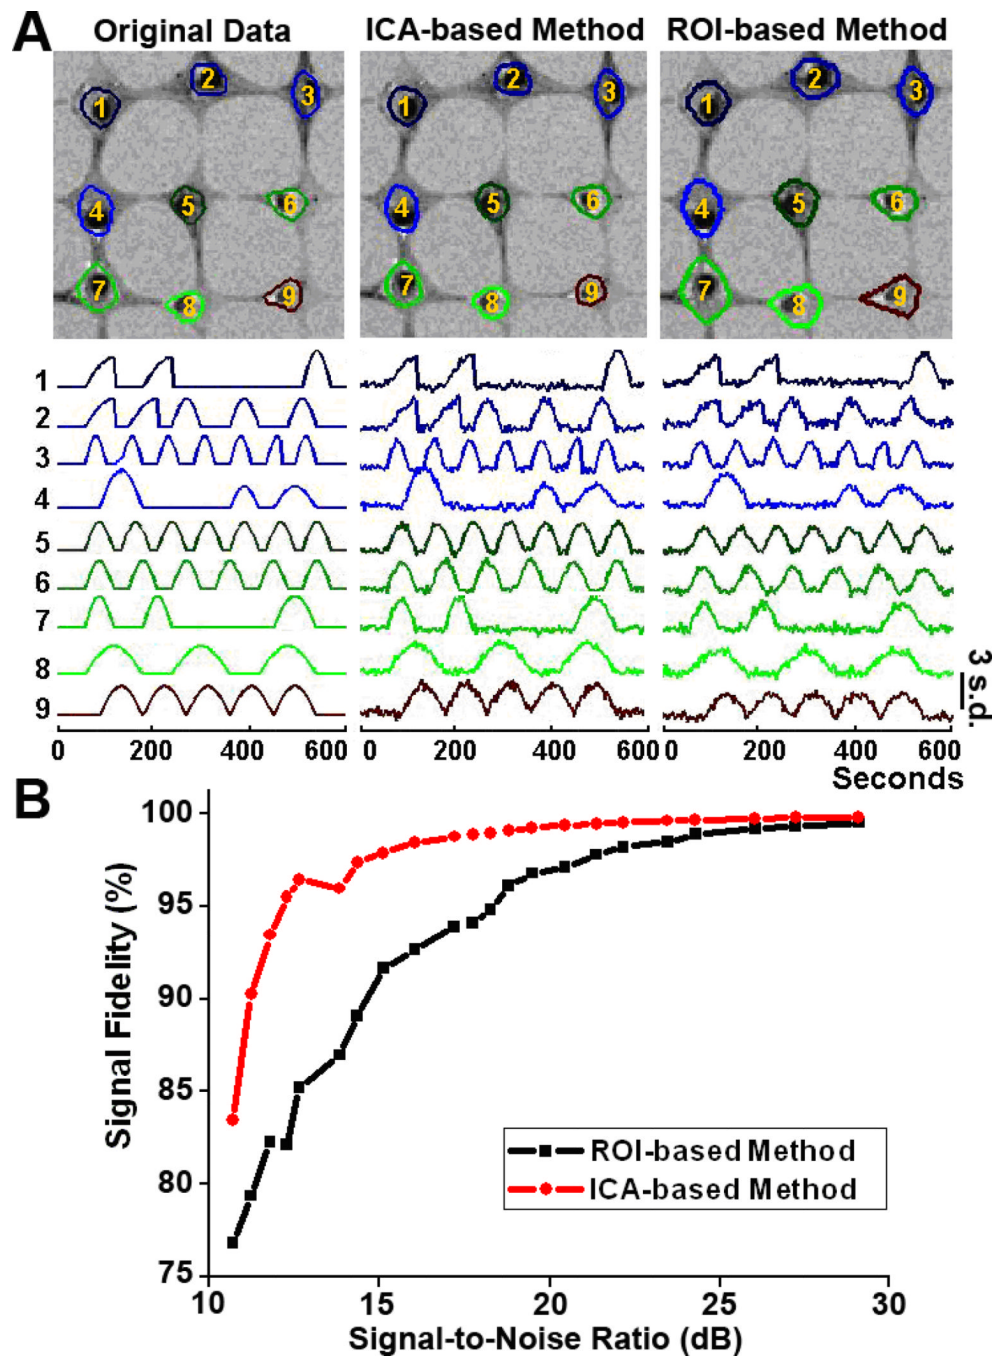 A
Original Data ICA-based Method ROI-based Method
1 2 3 1 2 3 1 2 3
4 5 6 4 5 6 4 5 6
7 8 9 7 8 9 7 8 9
1
2
3
4
5
6
7
8
9
3 s.d.
0 200 400 600 0 200 400 600 0 200 400 600
Seconds
B
100
95
90
85
80
75
Signal Fidelity (%)
ROI-based Method
ICA-based Method
10 15 20 25 30
Signal-to-Noise Ratio (dB)